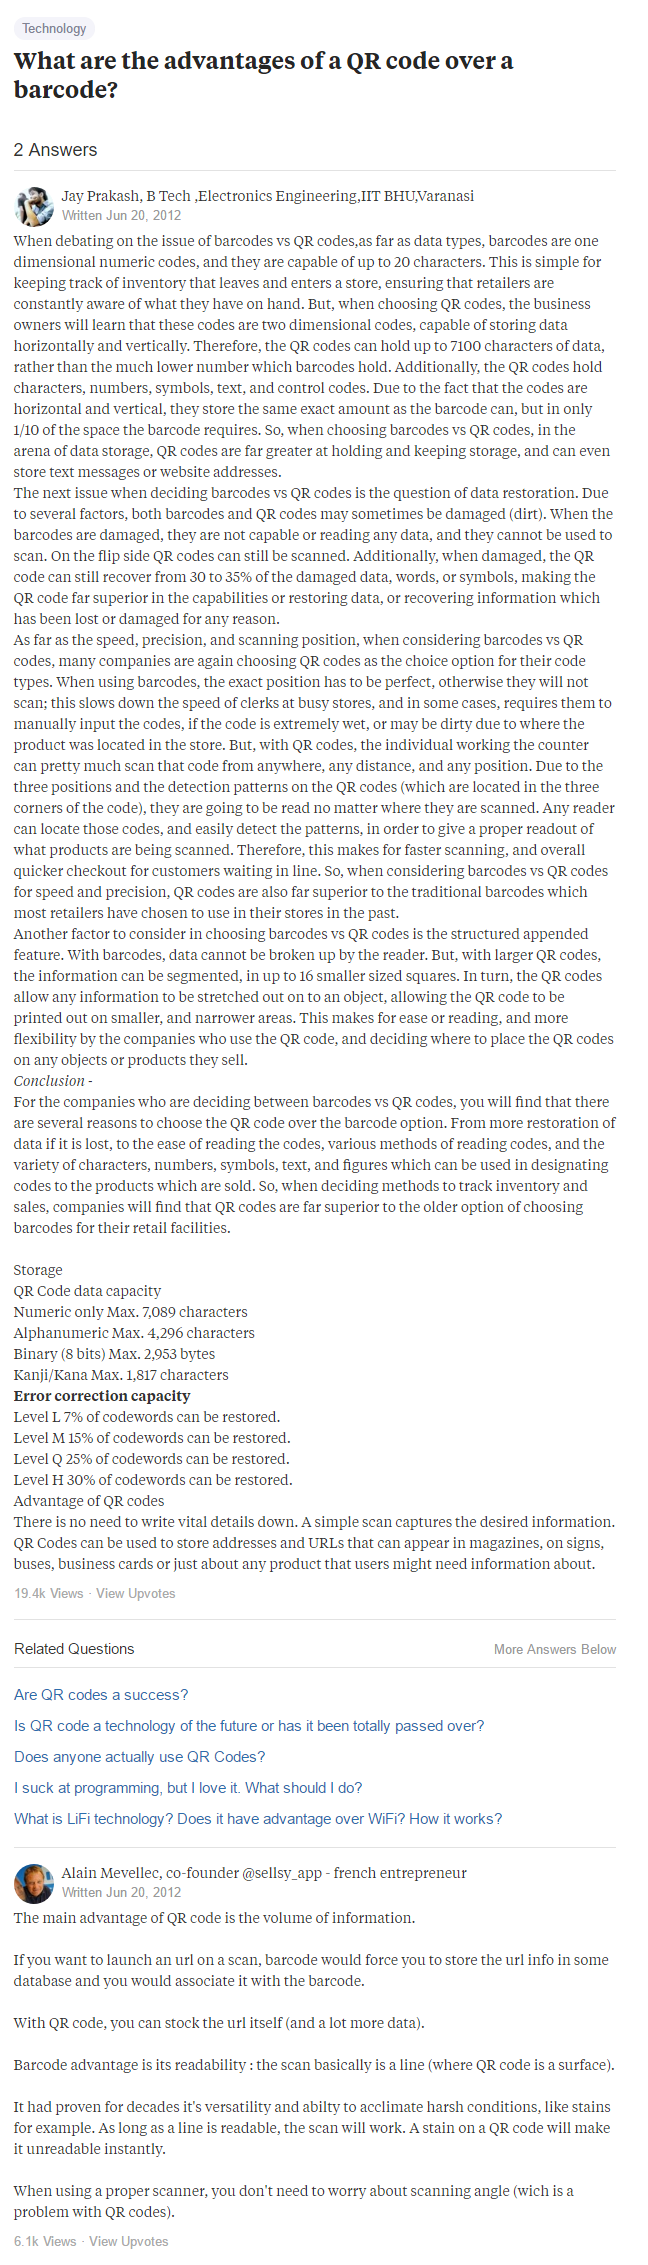 Technology
What are the advantages of a QR code over a
barcode?
2 Answers
Jay Prakash, B Tech ,Electronics Engineering,IIT BHU,Varanasi
Written Jun 20, 2012
When debating on the issue of barcodes vs QR codes,as far as data types, barcodes are one
dimensional numeric codes, and they are capable of up to 20 characters. This is simple for
keeping track of inventory that leaves and enters a store, ensuring that retailers are
constantly aware of what they have on hand. But, when choosing QR codes, the business
owners will learn that these codes are two dimensional codes, capable of storing data
horizontally and vertically. Therefore, the QR codes can hold up to 7100 characters of data,
rather than the much lower number which barcodes hold. Additionally, the QR codes hold
characters, numbers, symbols, text, and control codes. Due to the fact that the codes are
horizontal and vertical, they store the same exact amount as the barcode can, but in only
1/10 of the space the barcode requires. So, when choosing barcodes vs QR codes, in the
arena of data storage, QR codes are far greater at holding and keeping storage, and can even
store text messages or website addresses.
The next issue when deciding barcodes vs QR codes is the question of data restoration. Due
to several factors, both barcodes and QR codes may sometimes be damaged (dirt). When the
barcodes are damaged, they are not capable or reading any data, and they cannot be used to
scan. On the flip side QR codes can still be scanned. Additionally, when damaged, the QR
code can still recover from 30 to 35% of the damaged data, words, or symbols, making the
QR code far superior in the capabilities or restoring data, or recovering information which
has been lost or damaged for any reason.
As far as the speed, precision, and scanning position, when considering barcodes vs QR
codes, many companies are again choosing QR codes as the choice option for their code
types. When using barcodes, the exact position has to be perfect, otherwise they will not
scan; this slows down the speed of clerks at busy stores, and in some cases, requires them to
manually input the codes, if the code is extremely wet, or may be dirty due to where the
product was located in the store. But, with QR codes, the individual working the counter
can pretty much scan that code from anywhere, any distance, and any position. Due to the
three positions and the detection patterns on the QR codes (which are located in the three
corners of the code), they are going to be read no matter where they are scanned. Any reader
can locate those codes, and easily detect the patterns, in order to give a proper readout of
what products are being scanned. Therefore, this makes for faster scanning, and overall
quicker checkout for customers waiting in line. So, when considering barcodes vs QR codes
for speed and precision, QR codes are also far superior to the traditional barcodes which
most retailers have chosen to use in their stores in the past.
Another factor to consider in choosing barcodes vs QR codes is the structured appended
feature. With barcodes, data cannot be broken up by the reader. But, with larger QR codes,
the information can be segmented, in up to 16 smaller sized squares. In turn, the QR codes
allow any information to be stretched out on to an object, allowing the QR code to be
printed out on smaller, and narrower areas. This makes for ease or reading, and more
flexibility by the companies who use the QR code, and deciding where to place the QR codes
on any objects or products they sell.
Conclusion -
For the companies who are deciding between barcodes vs QR codes, you will find that there
are several reasons to choose the QR code over the barcode option. From more restoration of
data if it is lost, to the ease of reading the codes, various methods of reading codes, and the
variety of characters, numbers, symbols, text, and figures which can be used in designating
codes to the products which are sold. So, when deciding methods to track inventory and
sales, companies will find that QR codes are far superior to the older option of choosing
barcodes for their retail facilities.
Storage
QR Code data capacity
Numeric only Max. 7,089 characters
Alphanumeric Max. 4,296 characters
Binary (8 bits) Max. 2,953 bytes
Kanji/Kana Max. 1,817 characters
Error correction capacity
Level L 7% of codewords can be restored.
Level M 15% of codewords can be restored.
Level Q 25% of codewords can be restored.
Level H 30% of codewords can be restored.
Advantage of QR codes
There is no need to write vital details down. A simple scan captures the desired information.
QR Codes can be used to store addresses and URLs that can appear in magazines, on signs,
buses, business cards or just about any product that users might need information about.
19.4k Views · View Upvotes
Related Questions More Answers Below
Are QR codes a success?
Is QR code a technology of the future or has it been totally passed over?
Does anyone actually use QR Codes?
I suck at programming, but I love it. What should I do?
What is LiFi technology? Does it have advantage over WiFi? How it works?
Alain Mevellec, co-founder @sellsy_app - french entrepreneur
Written Jun 20, 2012
The main advantage of QR code is the volume of information.
If you want to launch an url on a scan, barcode would force you to store the url info in some
database and you would associate it with the barcode.
With QR code, you can stock the url itself (and a lot more data).
Barcode advantage is its readability : the scan basically is a line (where QR code is a surface).
It had proven for decades it's versatility and abilty to acclimate harsh conditions, like stains
for example. As long as a line is readable, the scan will work. A stain on a QR code will make
it unreadable instantly.
When using a proper scanner, you don't need to worry about scanning angle (wich is a
problem with QR codes).
6.1k Views · View Upvotes